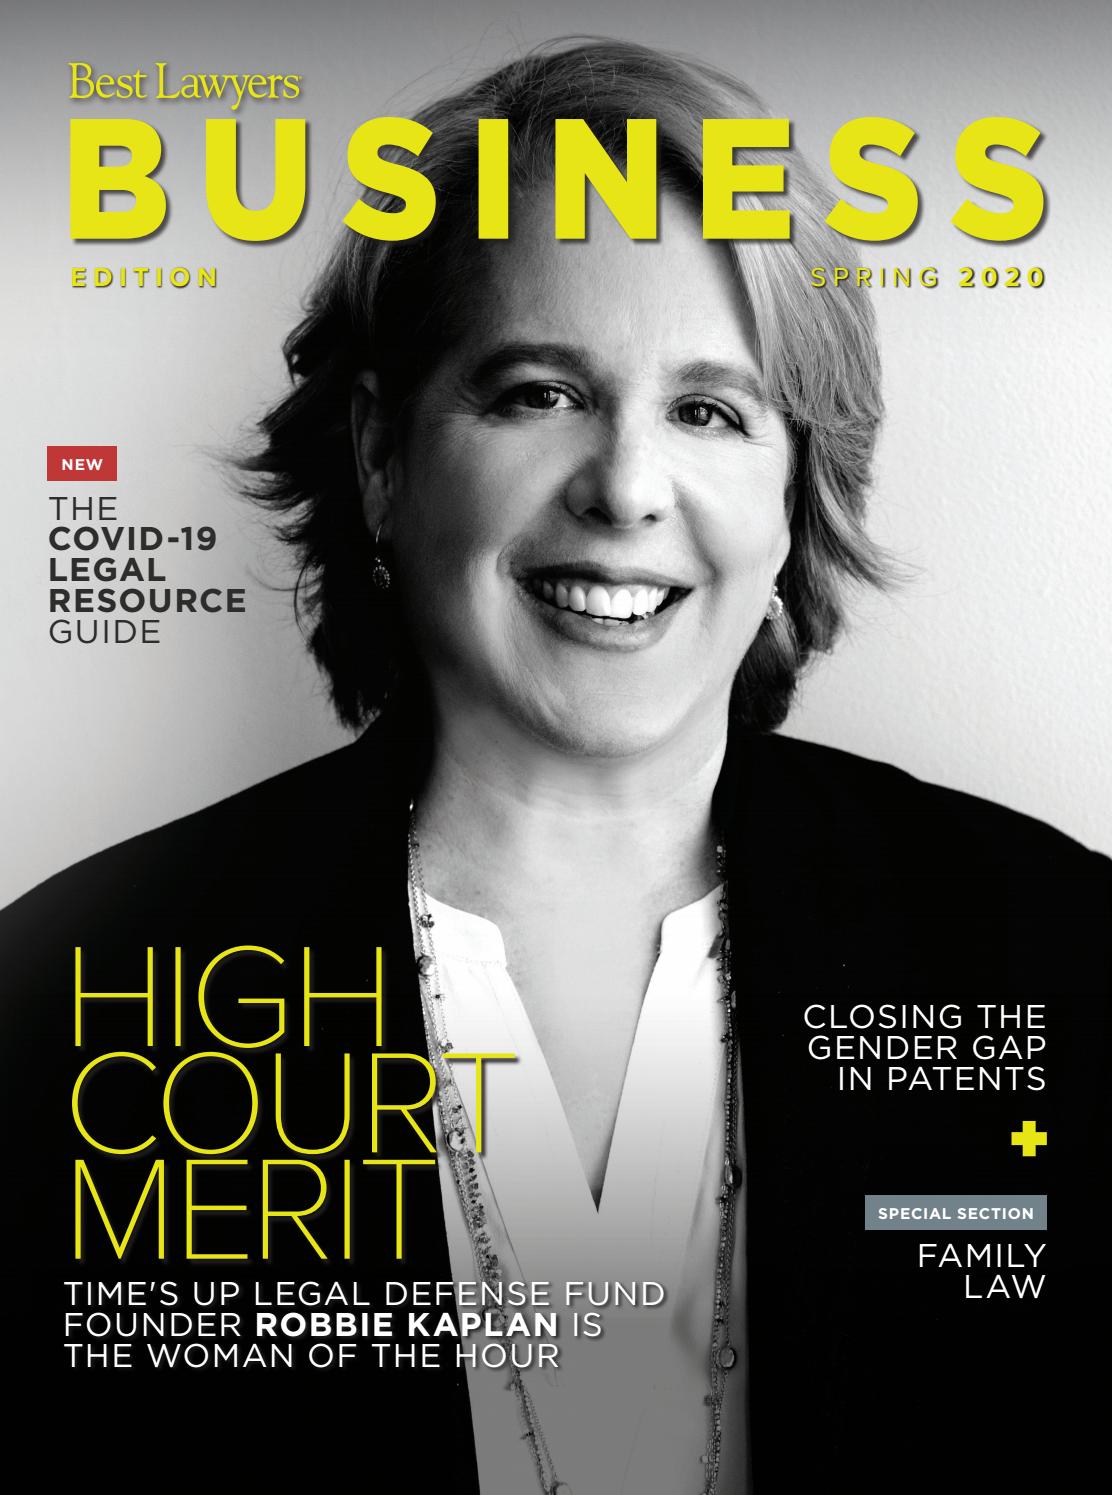 Best Lawyers
BUSINESS
EDITION
SPRING 2020
NEW
THE
COVID-19
LEGAL
RESOURCE
GUIDE
HIGH
COURT
MERIT
TIME'S UP LEGAL DEFENSE FUND
FOUNDER ROBBIE KAPLAN IS
THE WOMAN OF THE HOUR
CLOSING THE
GENDER GAP
IN PATENTS
+
SPECIAL SECTION
FAMILY
LAW